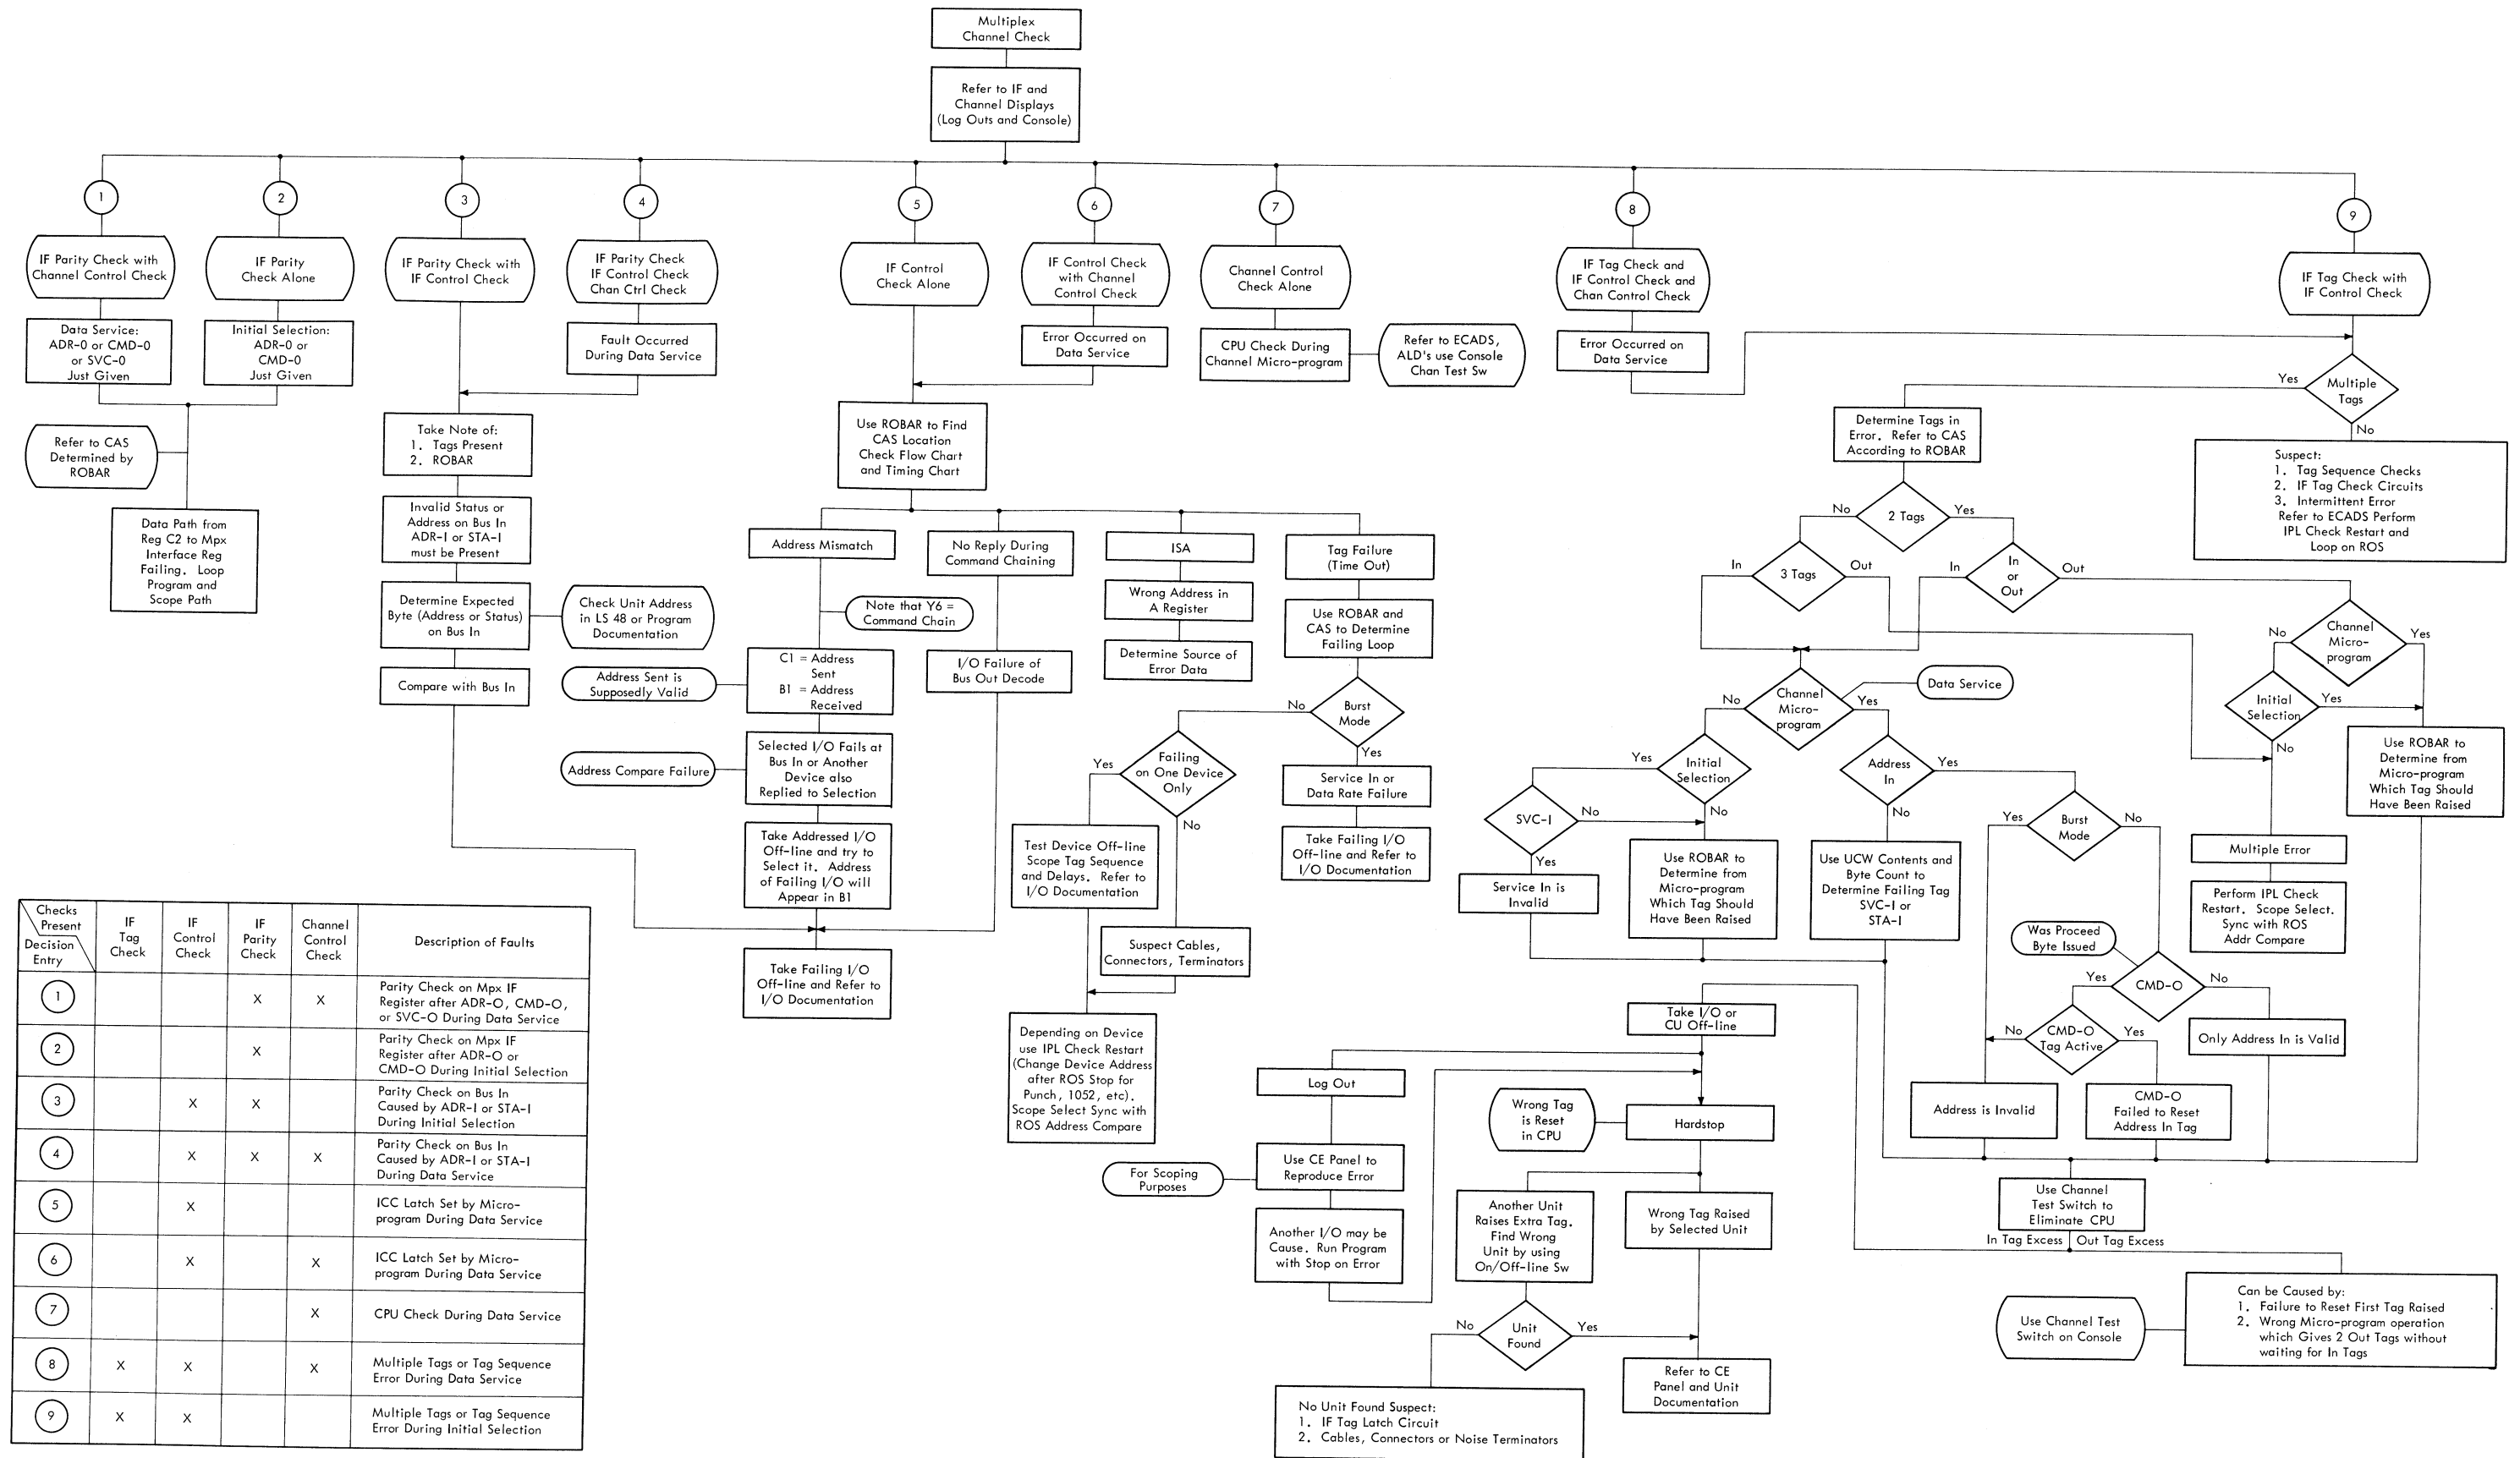 Multiplex
Channel Check
Refer to IF and
Channel Displays
(Log Outs and Console)
1
2
3
4
5
6
7
8
9
IF Parity Check with
Channel Control Check
IF Parity
Check Alone
IF Parity Check with
IF Control Check
IF Parity Check
IF Control Check
Chan Ctrl Check
IF Control
Check Alone
IF Control Check
with Channel
Control Check
Channel Control
Check Alone
IF Tag Check and
IF Control Check and
Chan Control Check
IF Tag Check with
IF Control Check
Data Service:
ADR-0 or CMD-0
or SVC-0
Just Given
Initial Selection:
ADR-0 or
CMD-0
Just Given
Fault Occurred
During Data Service
Error Occurred on
Data Service
CPU Check During
Channel Micro-program
Refer to ECADS,
ALD's use Console
Chan Test Sw
Error Occurred on
Data Service
Refer to CAS
Determined by
ROBAR
Data Path from
Reg C2 to Mpx
Interface Reg
Failing. Loop
Program and
Scope Path
Take Note of:
1. Tags Present
2. ROBAR
Invalid Status or
Address on Bus In
ADR-I or STA-I
must be Present
Determine Expected
Byte (Address or Status)
on Bus In
Check Unit Address
in LS 48 or Program
Documentation
Compare with Bus In
Use ROBAR to Find
CAS Location
Check Flow Chart
and Timing Chart
Address Mismatch
Note that Y6 =
Command Chain
C1 = Address
Sent
B1 = Address
Received
Address Sent is
Supposedly Valid
Selected I/O Fails at
Bus In or Another
Device also
Replied to Selection
Address Compare Failure
Take Addressed I/O
Off-line and try to
Select it. Address
of Failing I/O will
Appear in B1
Take Failing I/O
Off-line and Refer to
I/O Documentation
No Reply During
Command Chaining
I/O Failure of
Bus Out Decode
ISA
Wrong Address in
A Register
Determine Source of
Error Data
Tag Failure
(Time Out)
Use ROBAR and
CAS to Determine
Failing Loop
Burst
Mode
No
Yes
Failing
on One Device
Only
Yes
No
Service In or
Data Rate Failure
Take Failing I/O
Off-line and Refer to
I/O Documentation
Test Device Off-line
Scope Tag Sequence
and Delays. Refer to
I/O Documentation
Suspect Cables,
Connectors, Terminators
Depending on Device
use IPL Check Restart
(Change Device Address
after ROS Stop for
Punch, 1052, etc).
Scope Select Sync with
ROS Address Compare
Multiple
Tags
Yes
No
Suspect:
1. Tag Sequence Checks
2. IF Tag Check Circuits
3. Intermittent Error
Refer to ECADS Perform
IPL Check Restart and
Loop on ROS
Determine Tags in
Error. Refer to CAS
According to ROBAR
2 Tags
No
Yes
3 Tags
In
Out
In
or
Out
In
Out
Channel
Micro-
program
No
Yes
Data Service
Channel
Micro-
program
No
Yes
Initial
Selection
Yes
No
Initial
Selection
Yes
No
SVC-I
No
Yes
Service In is
Invalid
Use ROBAR to
Determine from
Micro-program
Which Tag Should
Have Been Raised
Address
In
Yes
No
Use UCW Contents and
Byte Count to
Determine Failing Tag
SVC-I or
STA-I
Burst
Mode
Yes
No
Use ROBAR to
Determine from
Micro-program
Which Tag Should
Have Been Raised
Multiple Error
Perform IPL Check
Restart. Scope Select.
Sync with ROS
Addr Compare
Was Proceed
Byte Issued
CMD-O
Yes
No
CMD-O
Tag Active
No
Yes
Only Address In is Valid
Address is Invalid
CMD-O
Failed to Reset
Address In Tag
Use Channel
Test Switch to
Eliminate CPU
In Tag Excess
Out Tag Excess
Can be Caused by:
1. Failure to Reset First Tag Raised
2. Wrong Micro-program operation
which Gives 2 Out Tags without
waiting for In Tags
Use Channel Test
Switch on Console
Take I/O or
CU Off-line
Log Out
Wrong Tag
is Reset
in CPU
Hardstop
For Scoping
Purposes
Use CE Panel to
Reproduce Error
Another I/O may be
Cause. Run Program
with Stop on Error
Another Unit
Raises Extra Tag.
Find Wrong
Unit by using
On/Off-line Sw
Wrong Tag Raised
by Selected Unit
Unit
Found
No
Yes
Refer to CE
Panel and Unit
Documentation
No Unit Found Suspect:
1. IF Tag Latch Circuit
2. Cables, Connectors or Noise Terminators
Checks
Present
Decision
Entry
IF
Tag
Check
IF
Control
Check
IF
Parity
Check
Channel
Control
Check
Description of Faults
1 X X Parity Check on Mpx IF
Register after ADR-O, CMD-O,
or SVC-O During Data Service
2 X Parity Check on Mpx IF
Register after ADR-O or
CMD-O During Initial Selection
3 X X Parity Check on Bus In
Caused by ADR-I or STA-I
During Initial Selection
4 X X X Parity Check on Bus In
Caused by ADR-I or STA-I
During Data Service
5 X ICC Latch Set by Micro-
program During Data Service
6 X X ICC Latch Set by Micro-
program During Data Service
7 X CPU Check During Data Service
8 X X X Multiple Tags or Tag Sequence
Error During Data Service
9 X X Multiple Tags or Tag Sequence
Error During Initial Selection